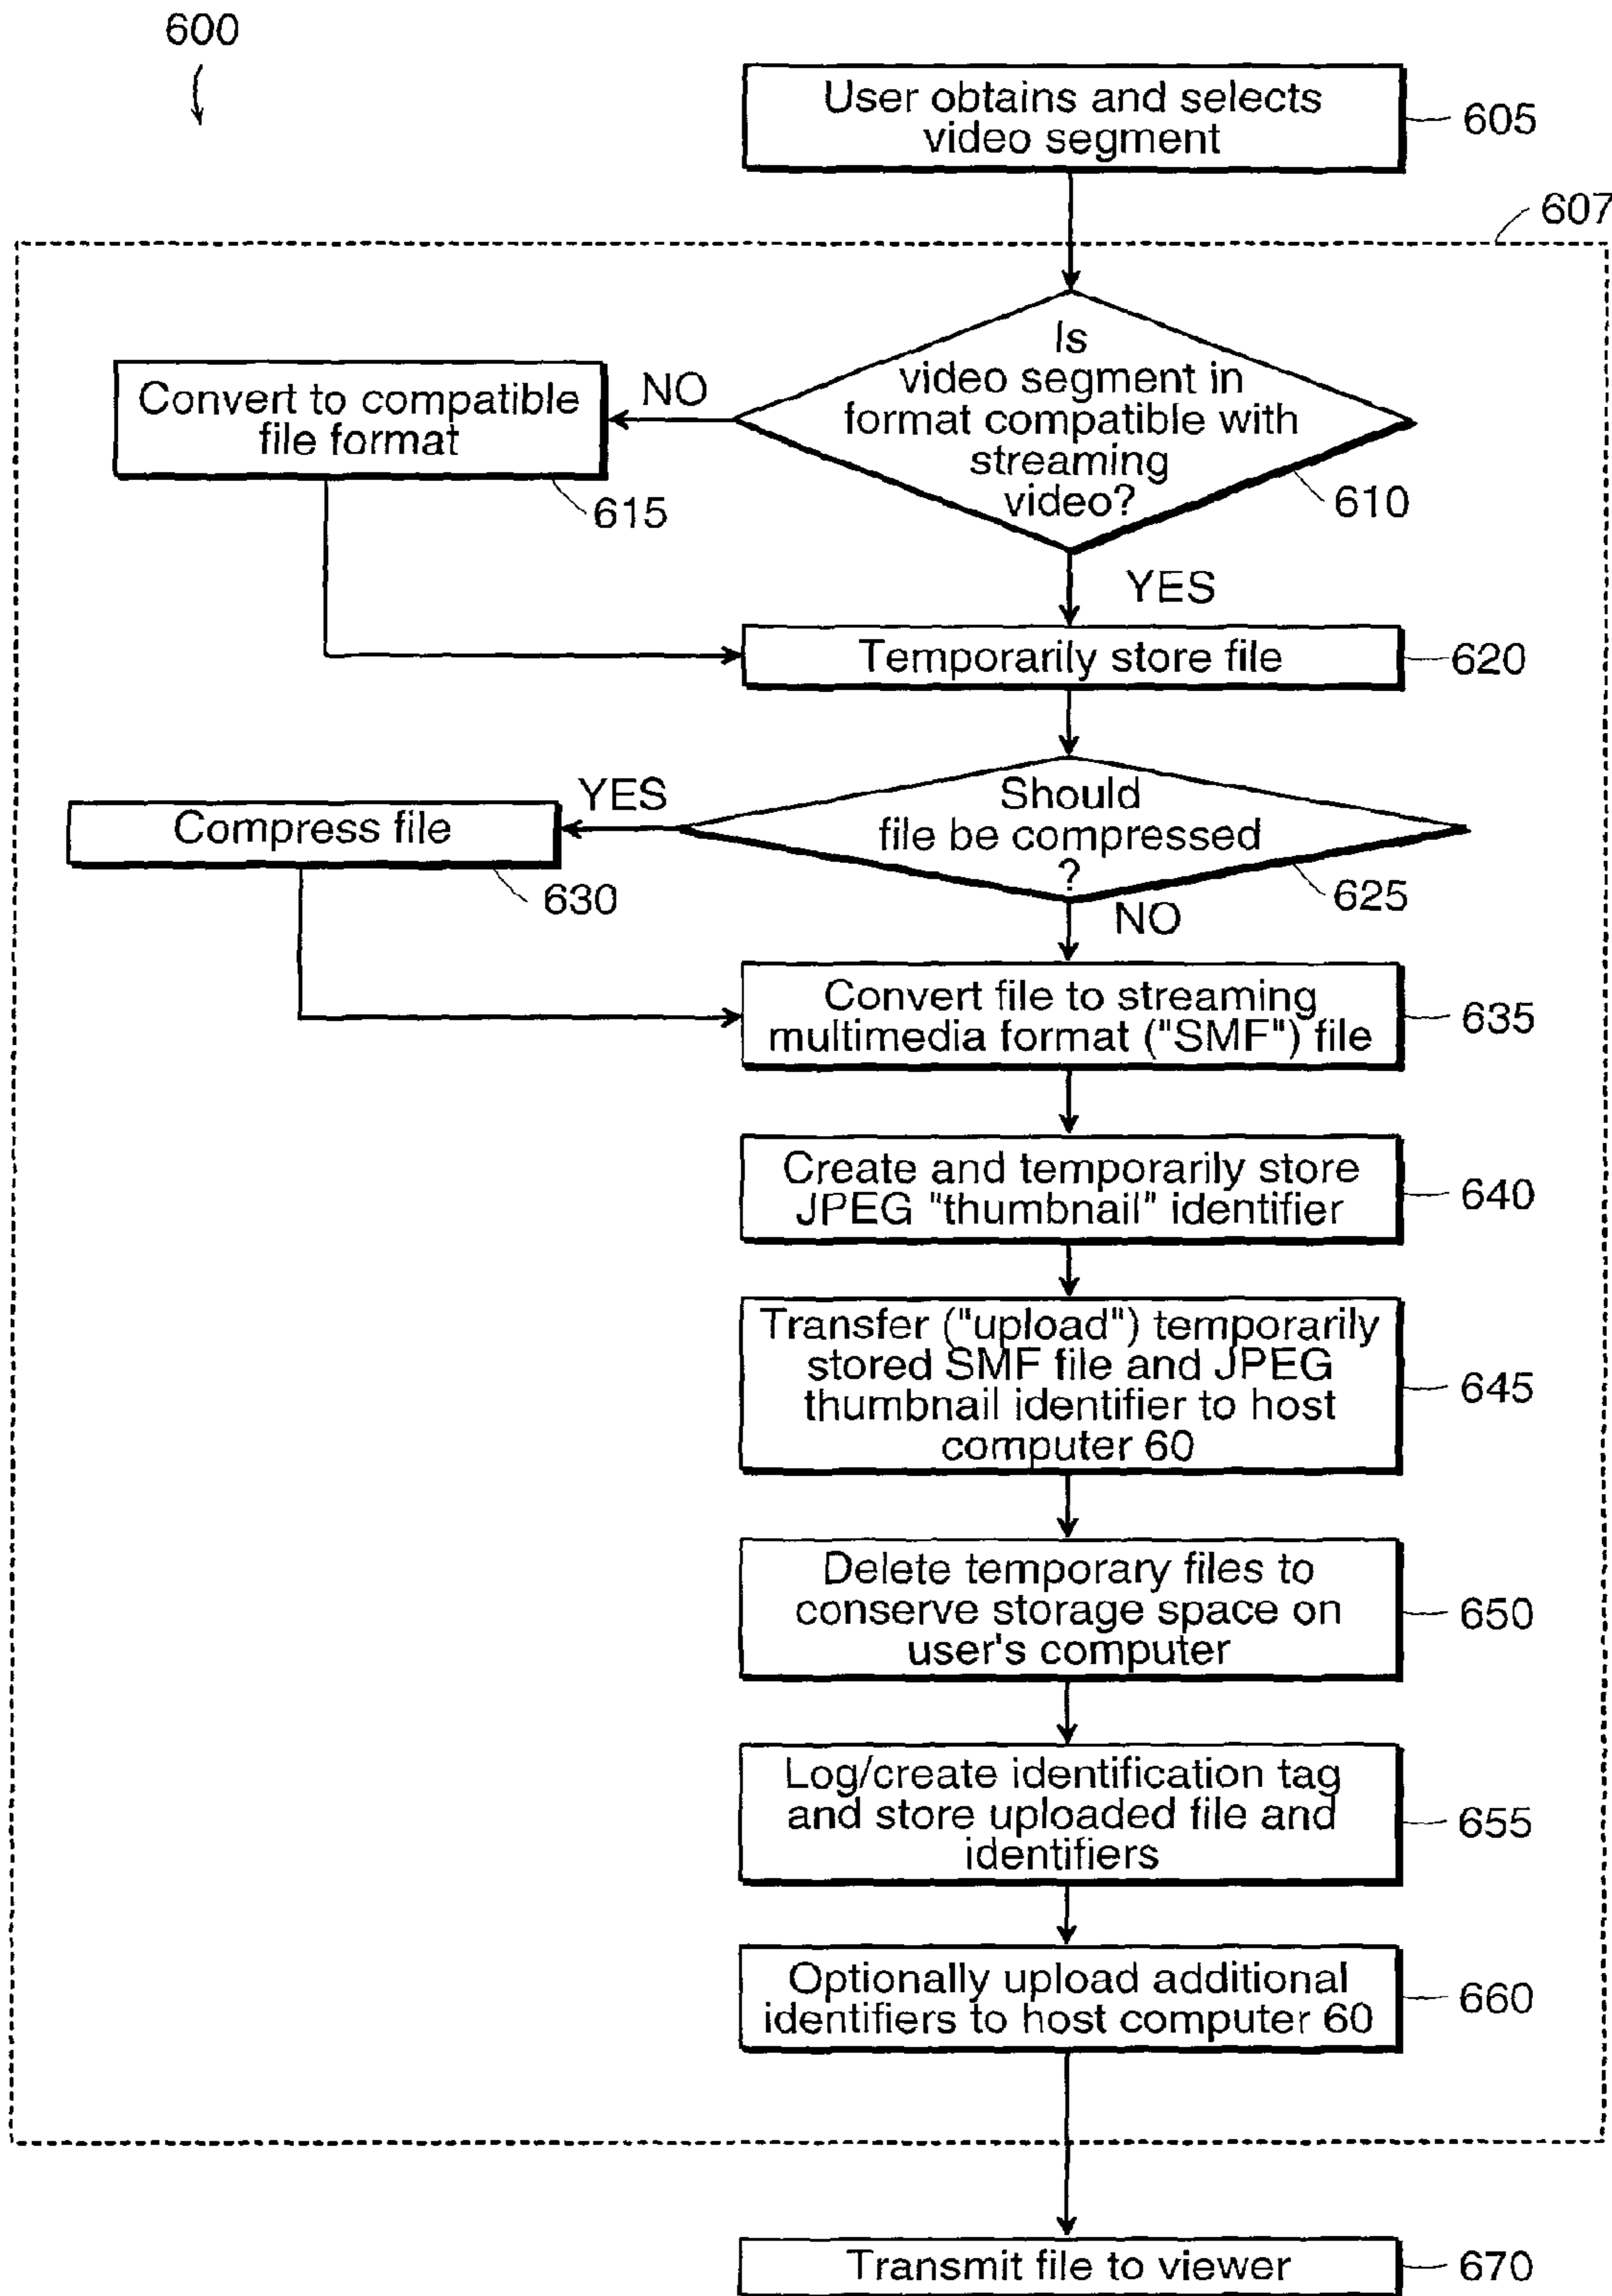 600
User obtains and selects
video segment
605
607
Is
video segment in
format compatible with
streaming
video?
610
NO
Convert to compatible
file format
615
YES
Temporarily store file
620
Should
file be compressed
?
625
YES
Compress file
630
NO
Convert file to streaming
multimedia format ("SMF") file
635
Create and temporarily store
JPEG "thumbnail" identifier
640
Transfer ("upload") temporarily
stored SMF file and JPEG
thumbnail identifier to host
computer 60
645
Delete temporary files to
conserve storage space on
user's computer
650
Log/create identification tag
and store uploaded file and
identifiers
655
Optionally upload additional
identifiers to host computer 60
660
Transmit file to viewer
670